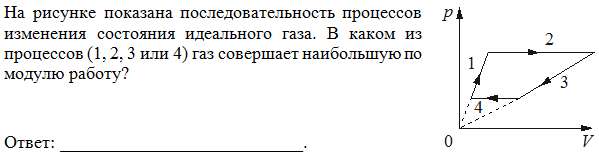 На рисунке показана последовательность процессов
изменения состояния идеального газа. В каком из
процессов (1, 2, 3 или 4) газ совершает наибольшую по
модулю работу?
Ответ: ______________________________.
p
2
1
3
4
0
V